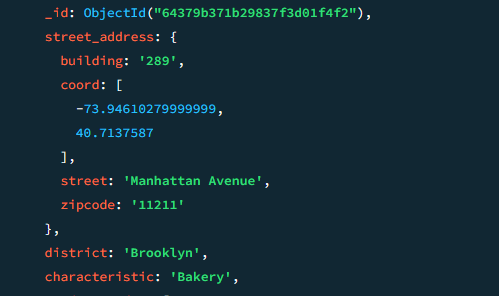 _id: ObjectId("64379b371b29837f3d01f4f2"),
street_address: {
building: '289',
coord: [
-73.94610279999999,
40.7137587
],
street: 'Manhattan Avenue',
zipcode: '11211'
},
district: 'Brooklyn',
characteristic: 'Bakery',